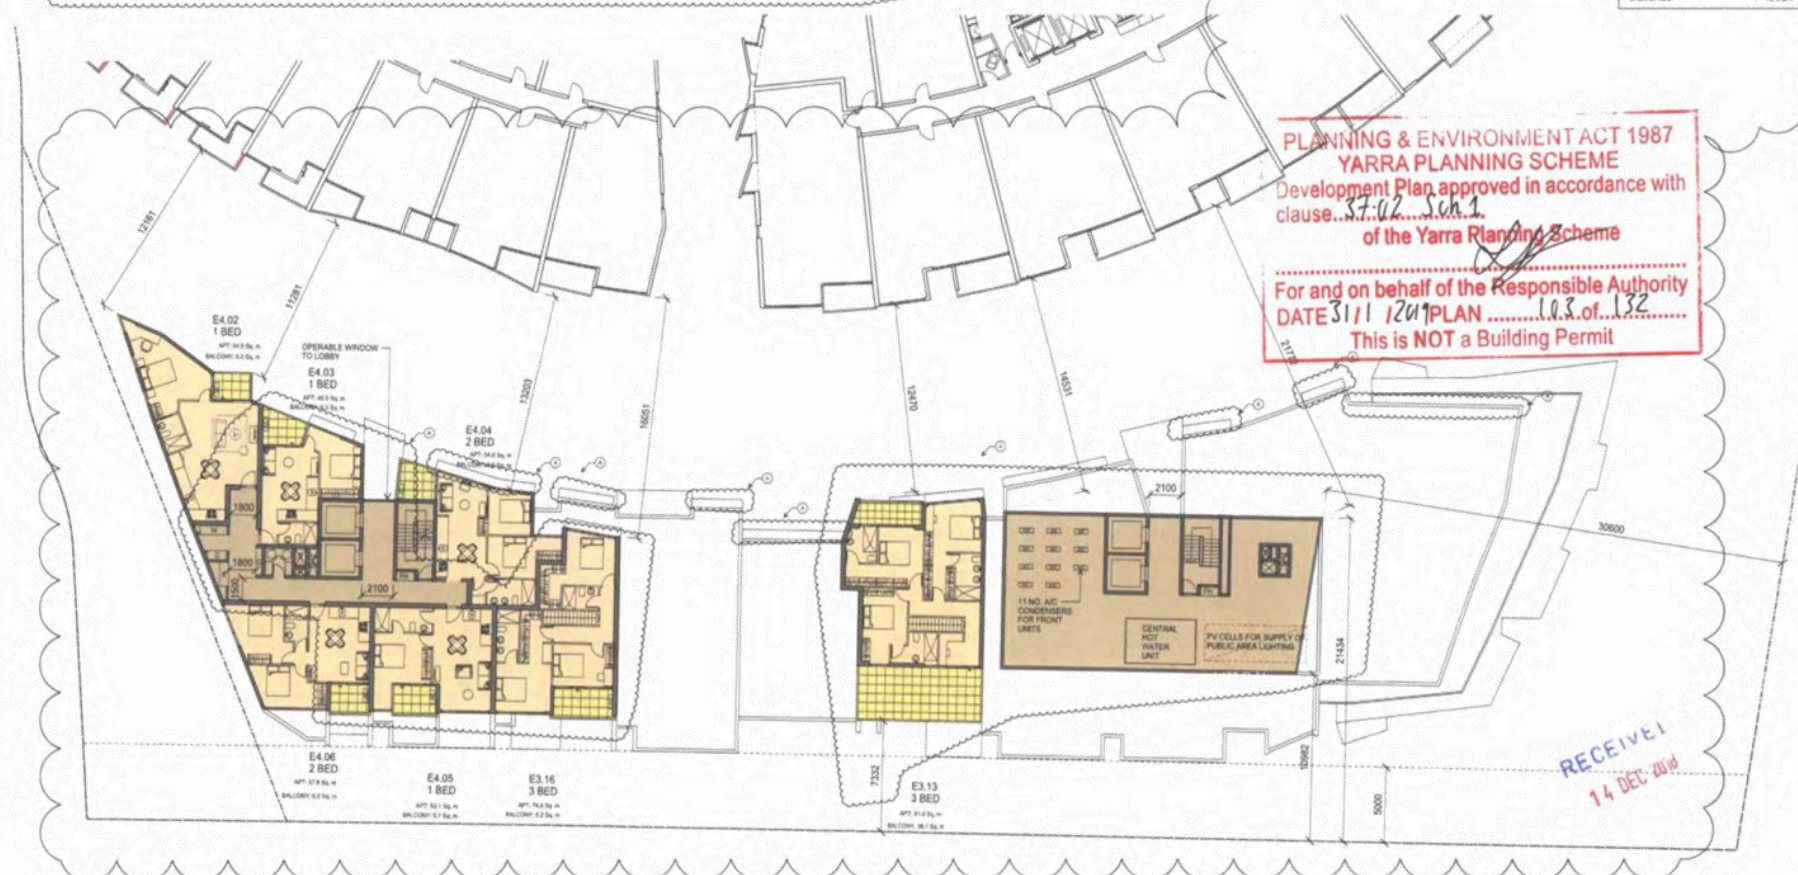 PLANNING & ENVIRONMENT ACT 1987
YARRA PLANNING SCHEME
Development Plan approved in accordance with
clause..37.02...Sch 1
of the Yarra Planning Scheme
For and on behalf of the Responsible Authority
DATE 31/1 /2019 PLAN ..........103.of...132
This is NOT a Building Permit
12161
11281
13203
16051
12470
14531
E4.02
1 BED
OPERABLE WINDOW
TO LOBBY
E4.03
1 BED
E4.04
2 BED
1800
1800
1500
2100
2100
30600
11 NO. A/C
CONDENSERS
FOR FRONT
UNITS
CENTRAL
HOT
WATER
UNIT
PV CELLS FOR SUPPLY OF
PUBLIC AREA LIGHTING
21434
E4.06
2 BED
E4.05
1 BED
E3.16
3 BED
7332
E3.13
3 BED
10982
5000
RECEIVE
14 DEC